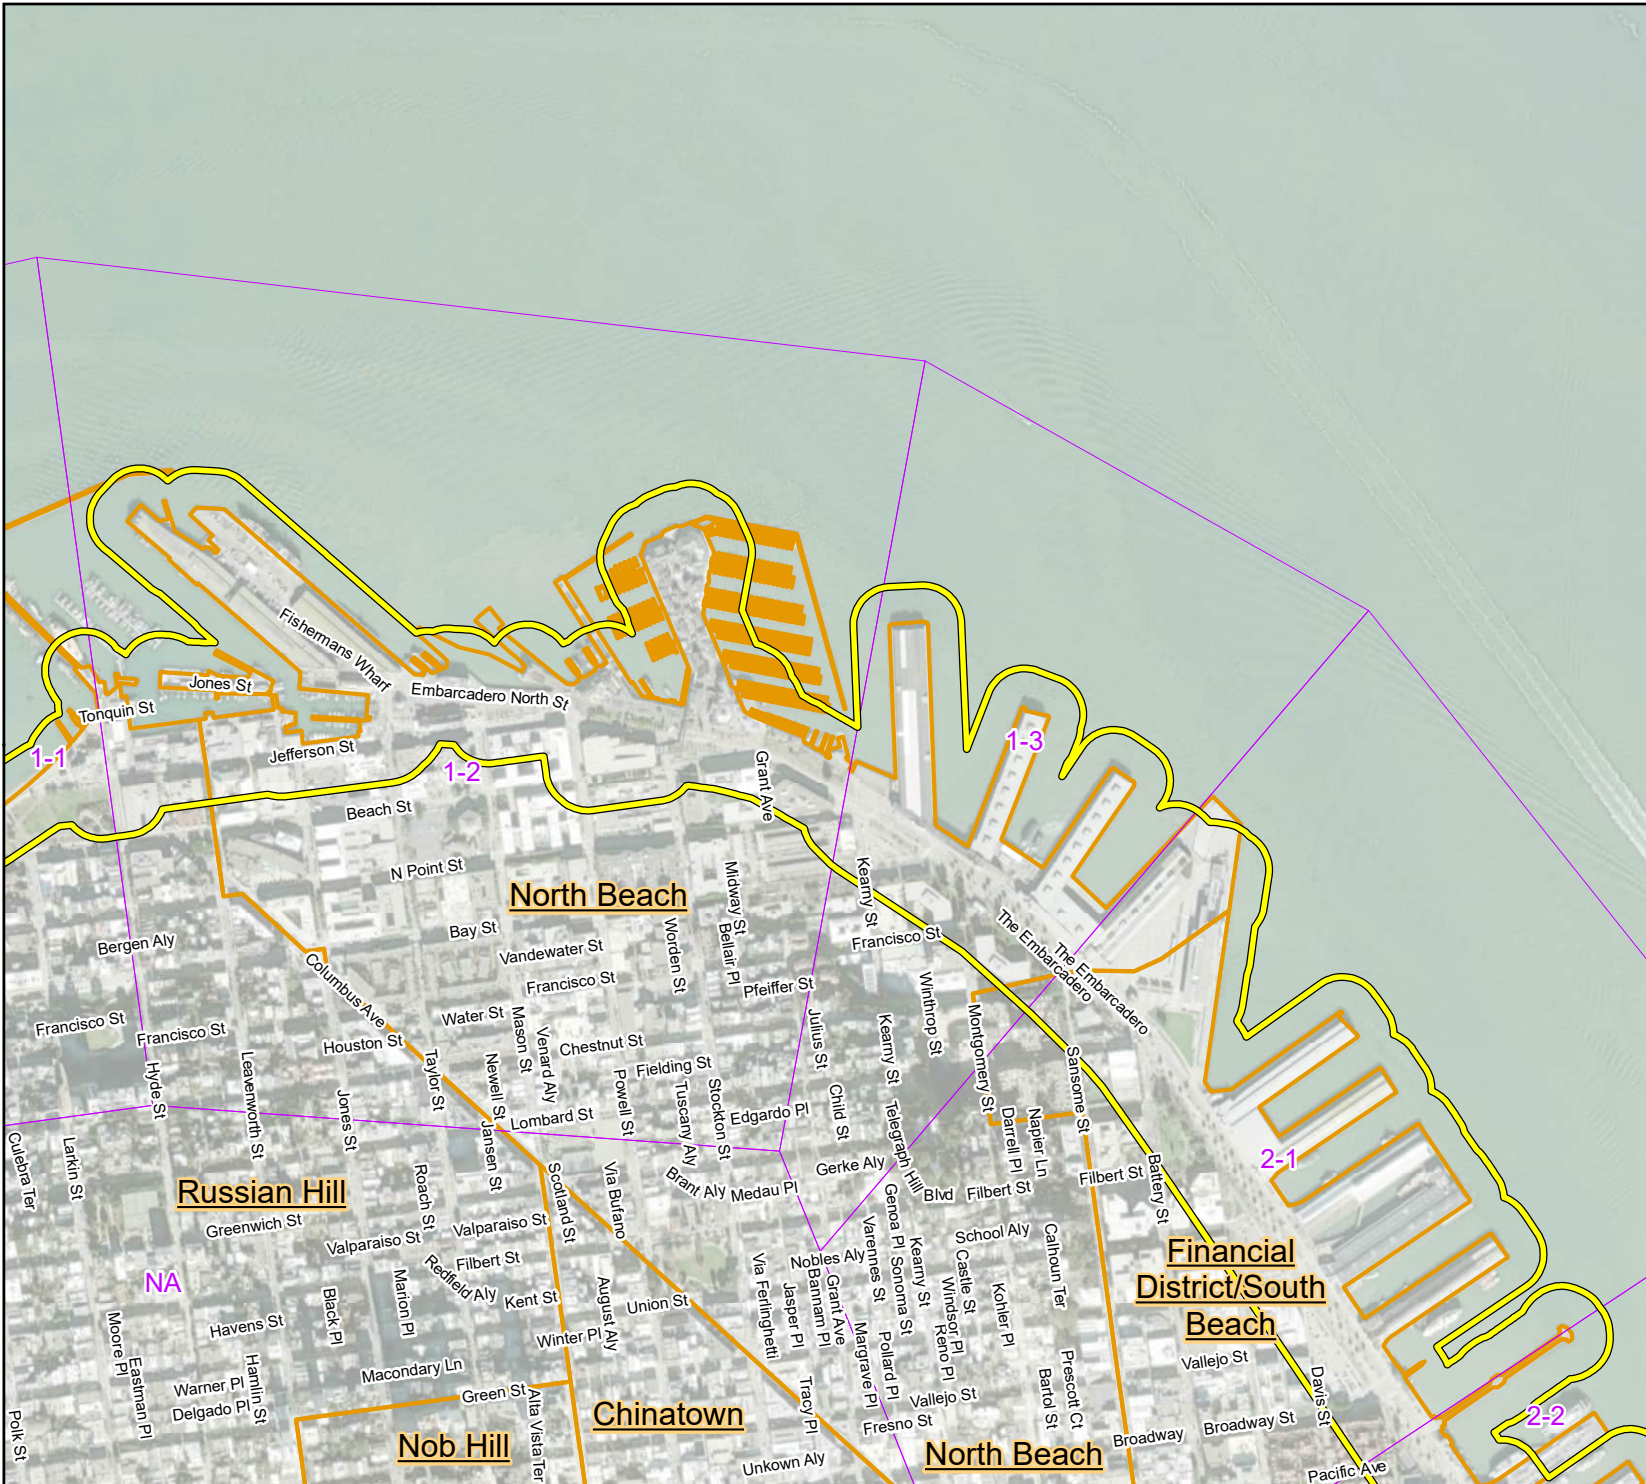 Fishermans Wharf
Jones St
Embarcadero North St
Tonquin St
1-1
Jefferson St
1-2
1-3
Grant Ave
Beach St
N Point St
North Beach
Midway St
Kearny St
Bergen Aly
Bay St
Vandewater St
Worden St
Bellair Pl
Francisco St
The Embarcadero
The Embarcadero
Columbus Ave
Francisco St
Pfeiffer St
Winthrop St
Francisco St
Francisco St
Water St
Mason St
Venard Aly
Chestnut St
Julius St
Kearny St
Montgomery St
Houston St
Hyde St
Leavenworth St
Taylor St
Newell St
Fielding St
Sansome St
Jones St
Powell St
Tuscany Aly
Stockton St
Edgardo Pl
Child St
Telegraph Hill
Blvd
Darrell Pl
Napier Ln
Lombard St
Culebra Ter
Larkin St
Jansen St
Gerke Aly
2-1
Russian Hill
Roach St
Scotland St
Via Bufano
Brant Aly
Medau Pl
Filbert St
Filbert St
Battery St
Greenwich St
Valparaiso St
Valparaiso St
Genoa Pl
Varennes St
School Aly
Calhoun Ter
Financial
District/South
Beach
NA
Filbert St
Redfield Aly
Nobles Aly
Kearny St
Sonoma St
Castle St
Windsor Pl
Kohler Pl
Marion Pl
Black Pl
Kent St
August Aly
Union St
Via Ferlinghetti
Jasper Pl
Bannam Pl
Grant Ave
Margrave Pl
Pollard Pl
Reno Pl
Moore Pl
Havens St
Winter Pl
Vallejo St
Eastman Pl
Warner Pl
Delgado Pl
Hamlin St
Macondary Ln
Green St
Alta Vista Ter
Chinatown
Tracy Pl
Vallejo St
Fresno St
Bartol St
Prescott Ct
Davis St
Polk St
Nob Hill
North Beach
Unkown Aly
Broadway
Broadway St
2-2
Pacific Ave